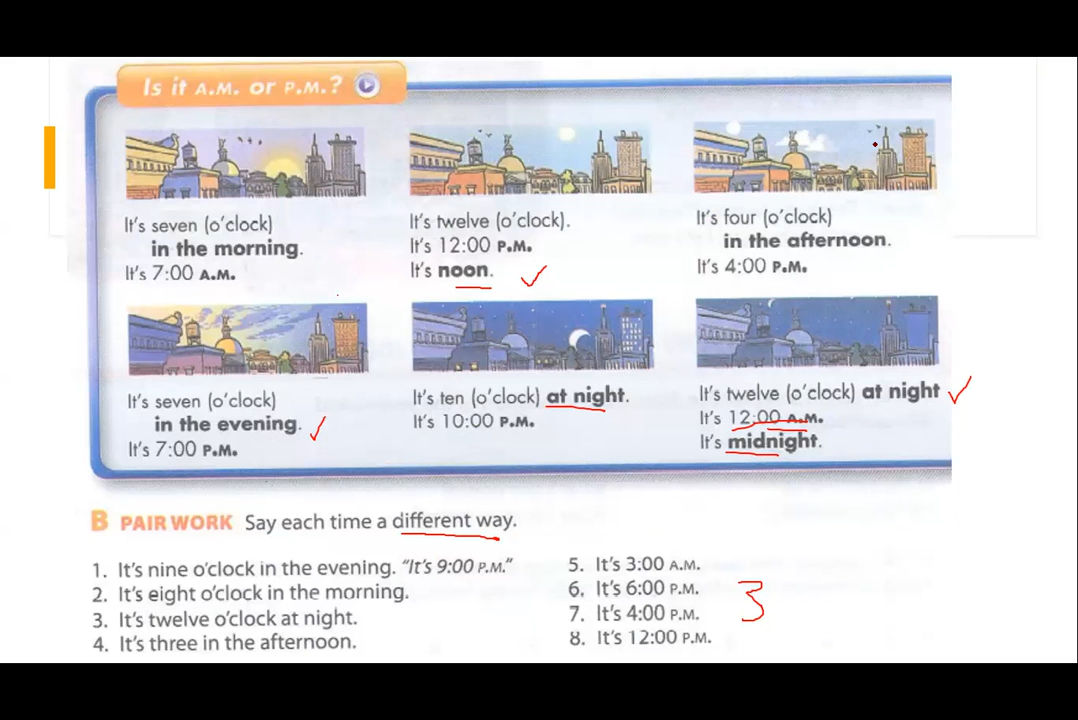 Is it A.M. or P.M.?
It's seven (o'clock)
in the morning.
It's 7:00 A.M.
It's twelve (o'clock).
It's 12:00 P.M.
It's noon.
It's four (o'clock)
in the afternoon.
It's 4:00 P.M.
It's seven (o'clock)
in the evening.
It's 7:00 P.M.
It's ten (o'clock) at night.
It's 10:00 P.M.
It's twelve (o'clock) at night
It's 12:00 A.M.
It's midnight.
B PAIR WORK Say each time a different way.
1. It's nine o'clock in the evening. "It's 9:00 P.M."
2. It's eight o'clock in the morning.
3. It's twelve o'clock at night.
4. It's three in the afternoon.
5. It's 3:00 A.M.
6. It's 6:00 P.M.
7. It's 4:00 P.M.
8. It's 12:00 P.M.
3